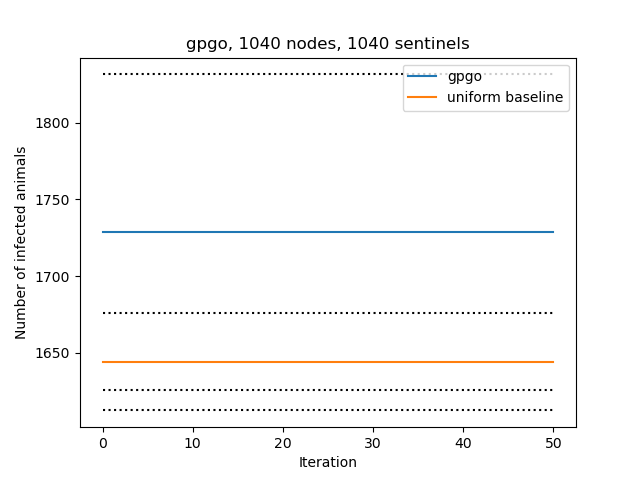 gpgo, 1040 nodes, 1040 sentinels
gpgo
uniform baseline
1800
1750
1700
1650
Number of infected animals
0 10 20 30 40 50
Iteration